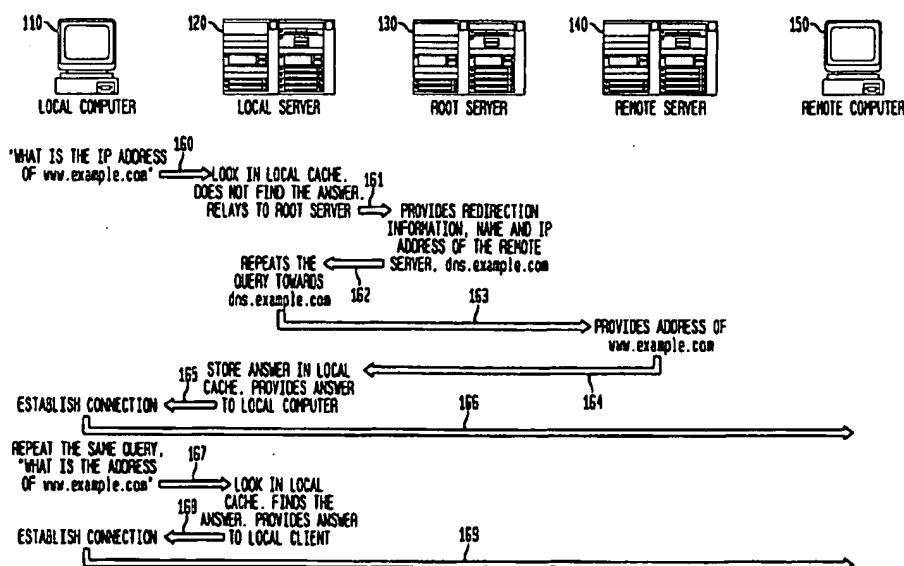 110
120
130
140
150
LOCAL COMPUTER
LOCAL SERVER
ROOT SERVER
REMOTE SERVER
REMOTE COMPUTER
"WHAT IS THE IP ADDRESS
OF www.example.com"
160
LOOK IN LOCAL CACHE.
DOES NOT FIND THE ANSWER.
RELAYS TO ROOT SERVER
161
PROVIDES REDIRECTION
INFORMATION, NAME AND IP
ADDRESS OF THE REMOTE
SERVER, dns.example.com
REPEATS THE
QUERY TOWARDS
dns.example.com
162
163
PROVIDES ADDRESS OF
www.example.com
164
STORE ANSWER IN LOCAL
CACHE. PROVIDES ANSWER
TO LOCAL COMPUTER
165
ESTABLISH CONNECTION
166
REPEAT THE SAME QUERY,
"WHAT IS THE ADDRESS
OF www.example.com"
167
LOOK IN LOCAL
CACHE. FINDS THE
ANSWER. PROVIDES ANSWER
TO LOCAL CLIENT
168
ESTABLISH CONNECTION
169